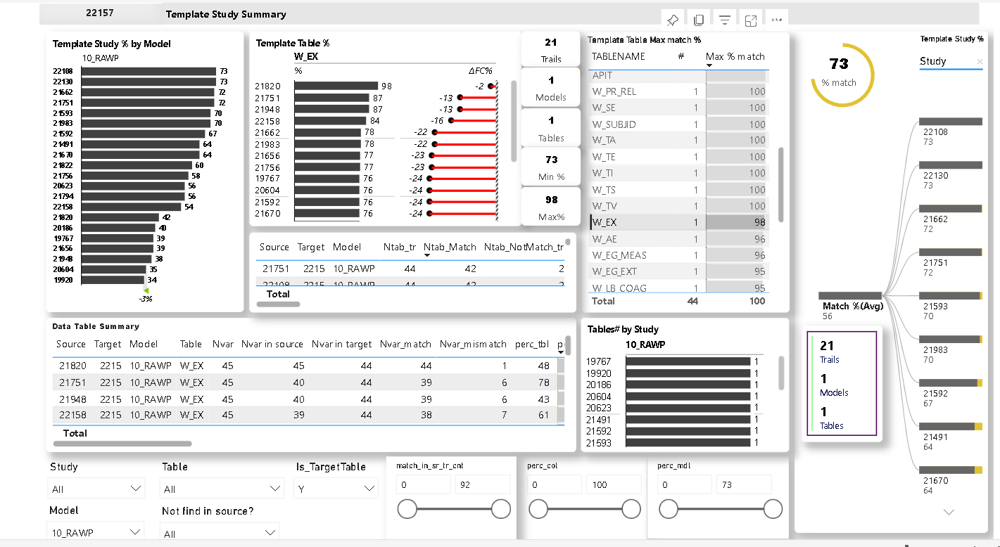 22157 Template Study Summary
Template Study % by Model
10_RAWP
22108 73
22130 73
21662 72
21751 72
21593 70
21983 70
21592 67
21491 64
21670 64
21822 60
21756 58
20623 56
21794 56
22158 54
21820 42
20186 40
19767 39
21656 39
21948 38
20604 35
19920 34
-3%
Template Table %
W_EX
% ΔFC%
21820 98 -2
21751 87 -13
21948 87 -13
22158 84 -16
21662 78 -22
21983 78 -22
21656 77 -23
21756 77 -23
19767 76 -24
20604 76 -24
21592 76 -24
21670 76 -24
21
Trails
1
Models
1
Tables
73
Min %
98
Max%
Template Table Max match %
TABLENAME # Max % match
APIT
W_PR_REL 1 100
W_SE 1 100
W_SUBJID 1 100
W_TA 1 100
W_TE 1 100
W_TI 1 100
W_TS 1 100
W_TV 1 100
W_EX 1 98
W_AE 1 96
W_EG_MEAS 1 96
W_EG_EXT 1 95
W_LB_COAG 1 95
Total 44 100
Source Target Model Ntab_tr Ntab_Match Ntab_NotMatch_tr
21751 2215 10_RAWP 44 42 2
22108 2215 10_RAWP 44 42 2
Total
Data Table Summary
Source Target Model Table Nvar Nvar in source Nvar in target Nvar_match Nvar_mismatch perc_tbl p
21820 2215 10_RAWP W_EX 45 45 44 44 1 48
21751 2215 10_RAWP W_EX 45 40 44 39 6 78
21948 2215 10_RAWP W_EX 45 40 44 39 6 43
22158 2215 10_RAWP W_EX 45 39 44 38 7 61
Total
Tables# by Study
10_RAWP
19767 1
19920 1
20186 1
20604 1
20623 1
21491 1
21592 1
21593 1
73
% match
Template Study %
Study
Match %(Avg)
56
22108
73
22130
73
21662
72
21751
72
21593
70
21983
70
21592
67
21491
64
21670
64
21
Trails
1
Models
1
Tables
Study
All
Table
All
Is_TargetTable
Y
Model
10_RAWP
Not find in source?
All
match_in_sr_tr_cnt
0 92
perc_col
0 100
perc_mdl
0 73